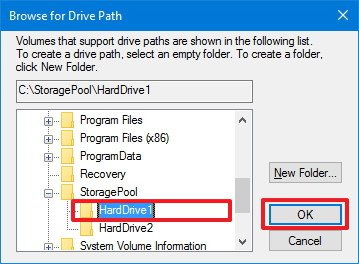 Browse for Drive Path
Volumes that support drive paths are shown in the following list.
To create a drive path, select an empty folder. To create a folder,
click New Folder.
C:\StoragePool\HardDrive1
Program Files
Program Files (x86)
ProgramData
Recovery
StoragePool
HardDrive1
HardDrive2
System Volume Information
New Folder...
OK
Cancel